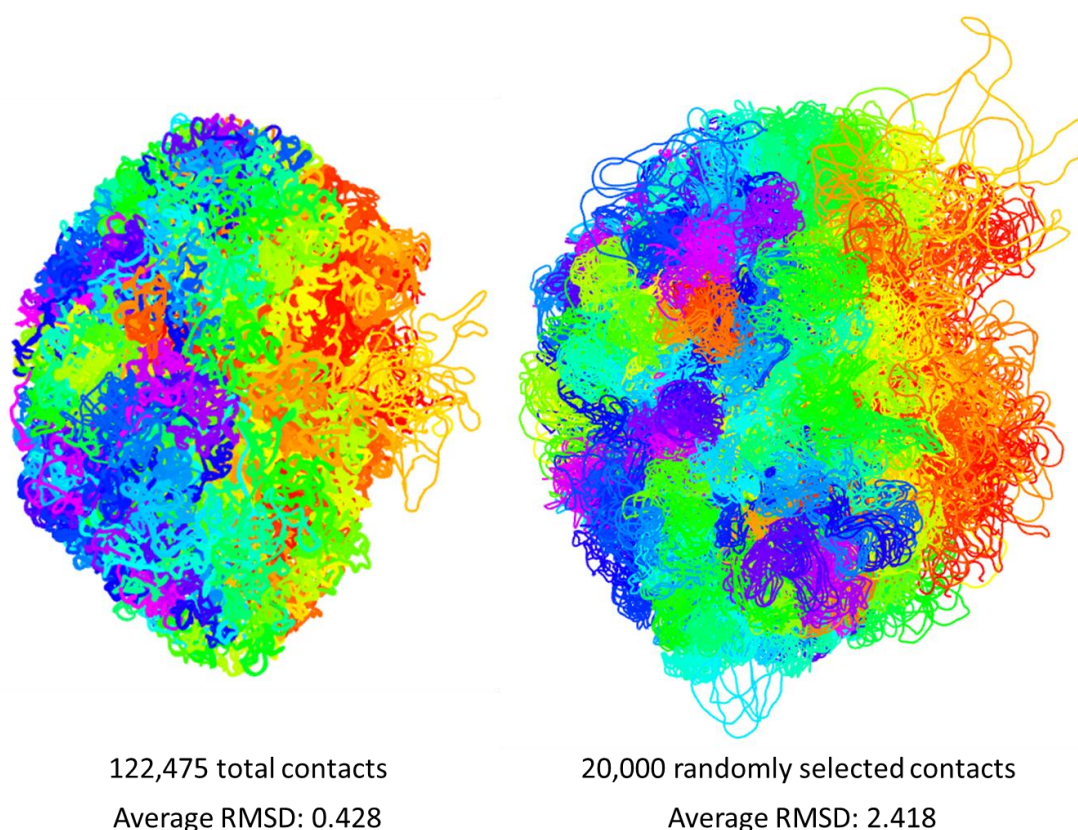 122,475 total contacts
Average RMSD: 0.428
20,000 randomly selected contacts
Average RMSD: 2.418